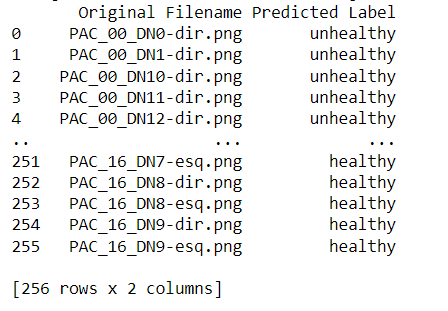 Original Filename Predicted Label
0 PAC_00_DN0-dir.png unhealthy
1 PAC_00_DN1-dir.png unhealthy
2 PAC_00_DN10-dir.png unhealthy
3 PAC_00_DN11-dir.png unhealthy
4 PAC_00_DN12-dir.png unhealthy
.. ... ...
251 PAC_16_DN7-esq.png healthy
252 PAC_16_DN8-dir.png healthy
253 PAC_16_DN8-esq.png healthy
254 PAC_16_DN9-dir.png healthy
255 PAC_16_DN9-esq.png healthy
[256 rows x 2 columns]